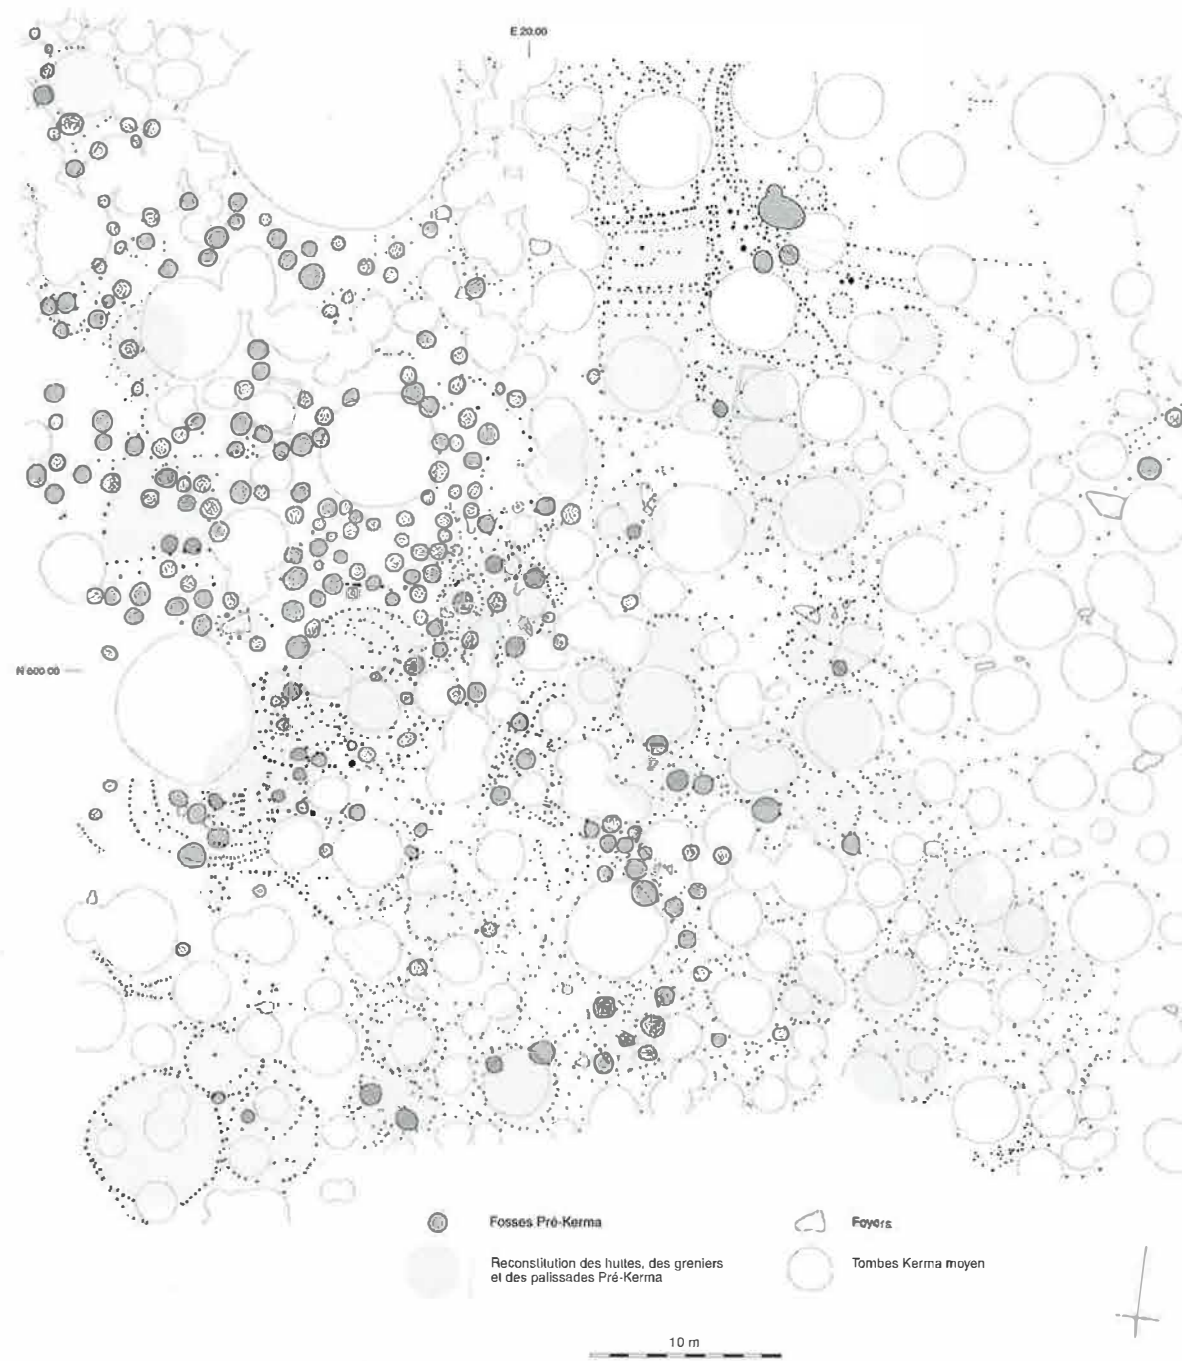 E 20.00
N 600 00
Fosses Pré-Kerma
Reconstitution des huttes, des greniers
et des palissades Pré-Kerma
Foyers
Tombes Kerma moyen
10 m